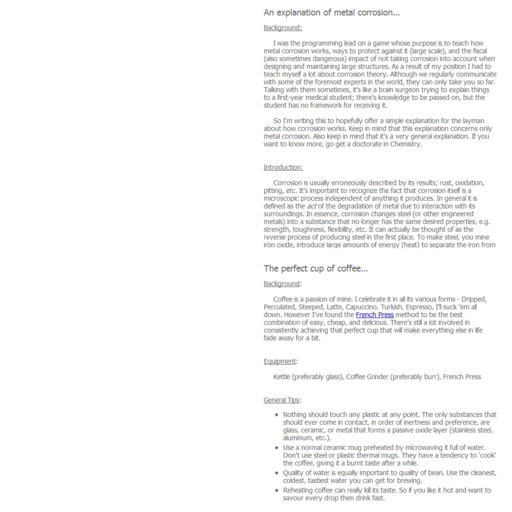 An explanation of metal corrosion...
Background:
I was the programming lead on a game whose purpose is to teach how
metal corrosion works, ways to protect against it (large scale), and the fiscal
(also sometimes dangerous) impact of not taking corrosion into account when
designing and maintaining large structures. As a result of my position I had to
teach myself a lot about corrosion theory. Although we regularly communicate
with some of the foremost experts in the world, they can only take you so far.
Talking with them sometimes, it's like a brain surgeon trying to explain things
to a first-year medical student; there's knowledge to be passed on, but the
student has no framework for receiving it.
So I'm writing this to hopefully offer a simple explanation for the layman
about how corrosion works. Keep in mind that this explanation concerns only
metal corrosion. Also keep in mind that it's a very general explanation. If you
want to know more, go get a doctorate in Chemistry.
Introduction:
Corrosion is usually erroneously described by its results; rust, oxidation,
pitting, etc. It's important to recognize the fact that corrosion itself is a
microscopic process independent of anything it produces. In general it is
defined as the act of the degradation of metal due to interaction with its
surroundings. In essence, corrosion changes steel (or other engineered
metals) into a substance that no longer has the same desired properties, e.g.
strength, toughness, flexibility, etc. It can actually be thought of as the
reverse process of producing steel in the first place. To make steel, you mine
iron oxide, introduce large amounts of energy (heat) to separate the iron from
The perfect cup of coffee...
Background:
Coffee is a passion of mine. I celebrate it in all its various forms - Dripped,
Perculated, Steeped, Latte, Capuccino, Turkish, Espresso, I'll suck 'em all
down. However I've found the French Press method to be the best
combination of easy, cheap, and delicious. There's still a lot involved in
consistently achieving that perfect cup that will make everything else in life
fade away for a bit.
Equipment:
Kettle (preferably glass), Coffee Grinder (preferably burr), French Press
General Tips:
• Nothing should touch any plastic at any point. The only substances that
should ever come in contact, in order of inertness and preference, are
glass, ceramic, or metal that forms a passive oxide layer (stainless steel,
aluminum, etc.).
• Use a normal ceramic mug preheated by microwaving it full of water.
Don't use steel or plastic thermal mugs. They have a tendency to 'cook'
the coffee, giving it a burnt taste after a while.
• Quality of water is equally important to quality of bean. Use the cleanest,
coldest, tastiest water you can get for brewing.
• Reheating coffee can really kill its taste. So if you like it hot and want to
savour every drop then drink fast.